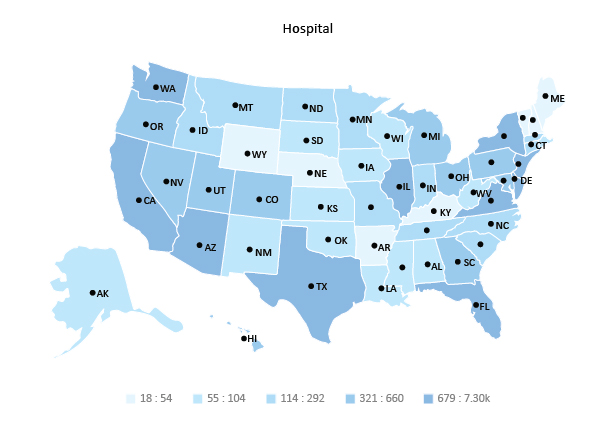 Hospital
WA
ME
MT
ND
MN
OR
ID
WI
MI
SD
CT
WY
IA
NE
OH
NV
UT
IL
IN
DE
WV
CA
CO
KS
KY
NC
AZ
NM
OK
AR
AL
SC
TX
LA
AK
FL
HI
18 : 54
55 : 104
114 : 292
321 : 660
679 : 7.30k